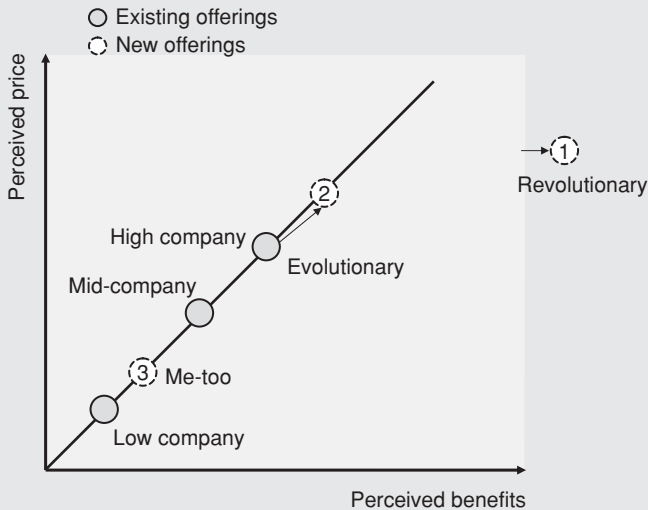 Existing offerings
New offerings
Perceived price
1
Revolutionary
2
High company
Evolutionary
Mid-company
3
Me-too
Low company
Perceived benefits